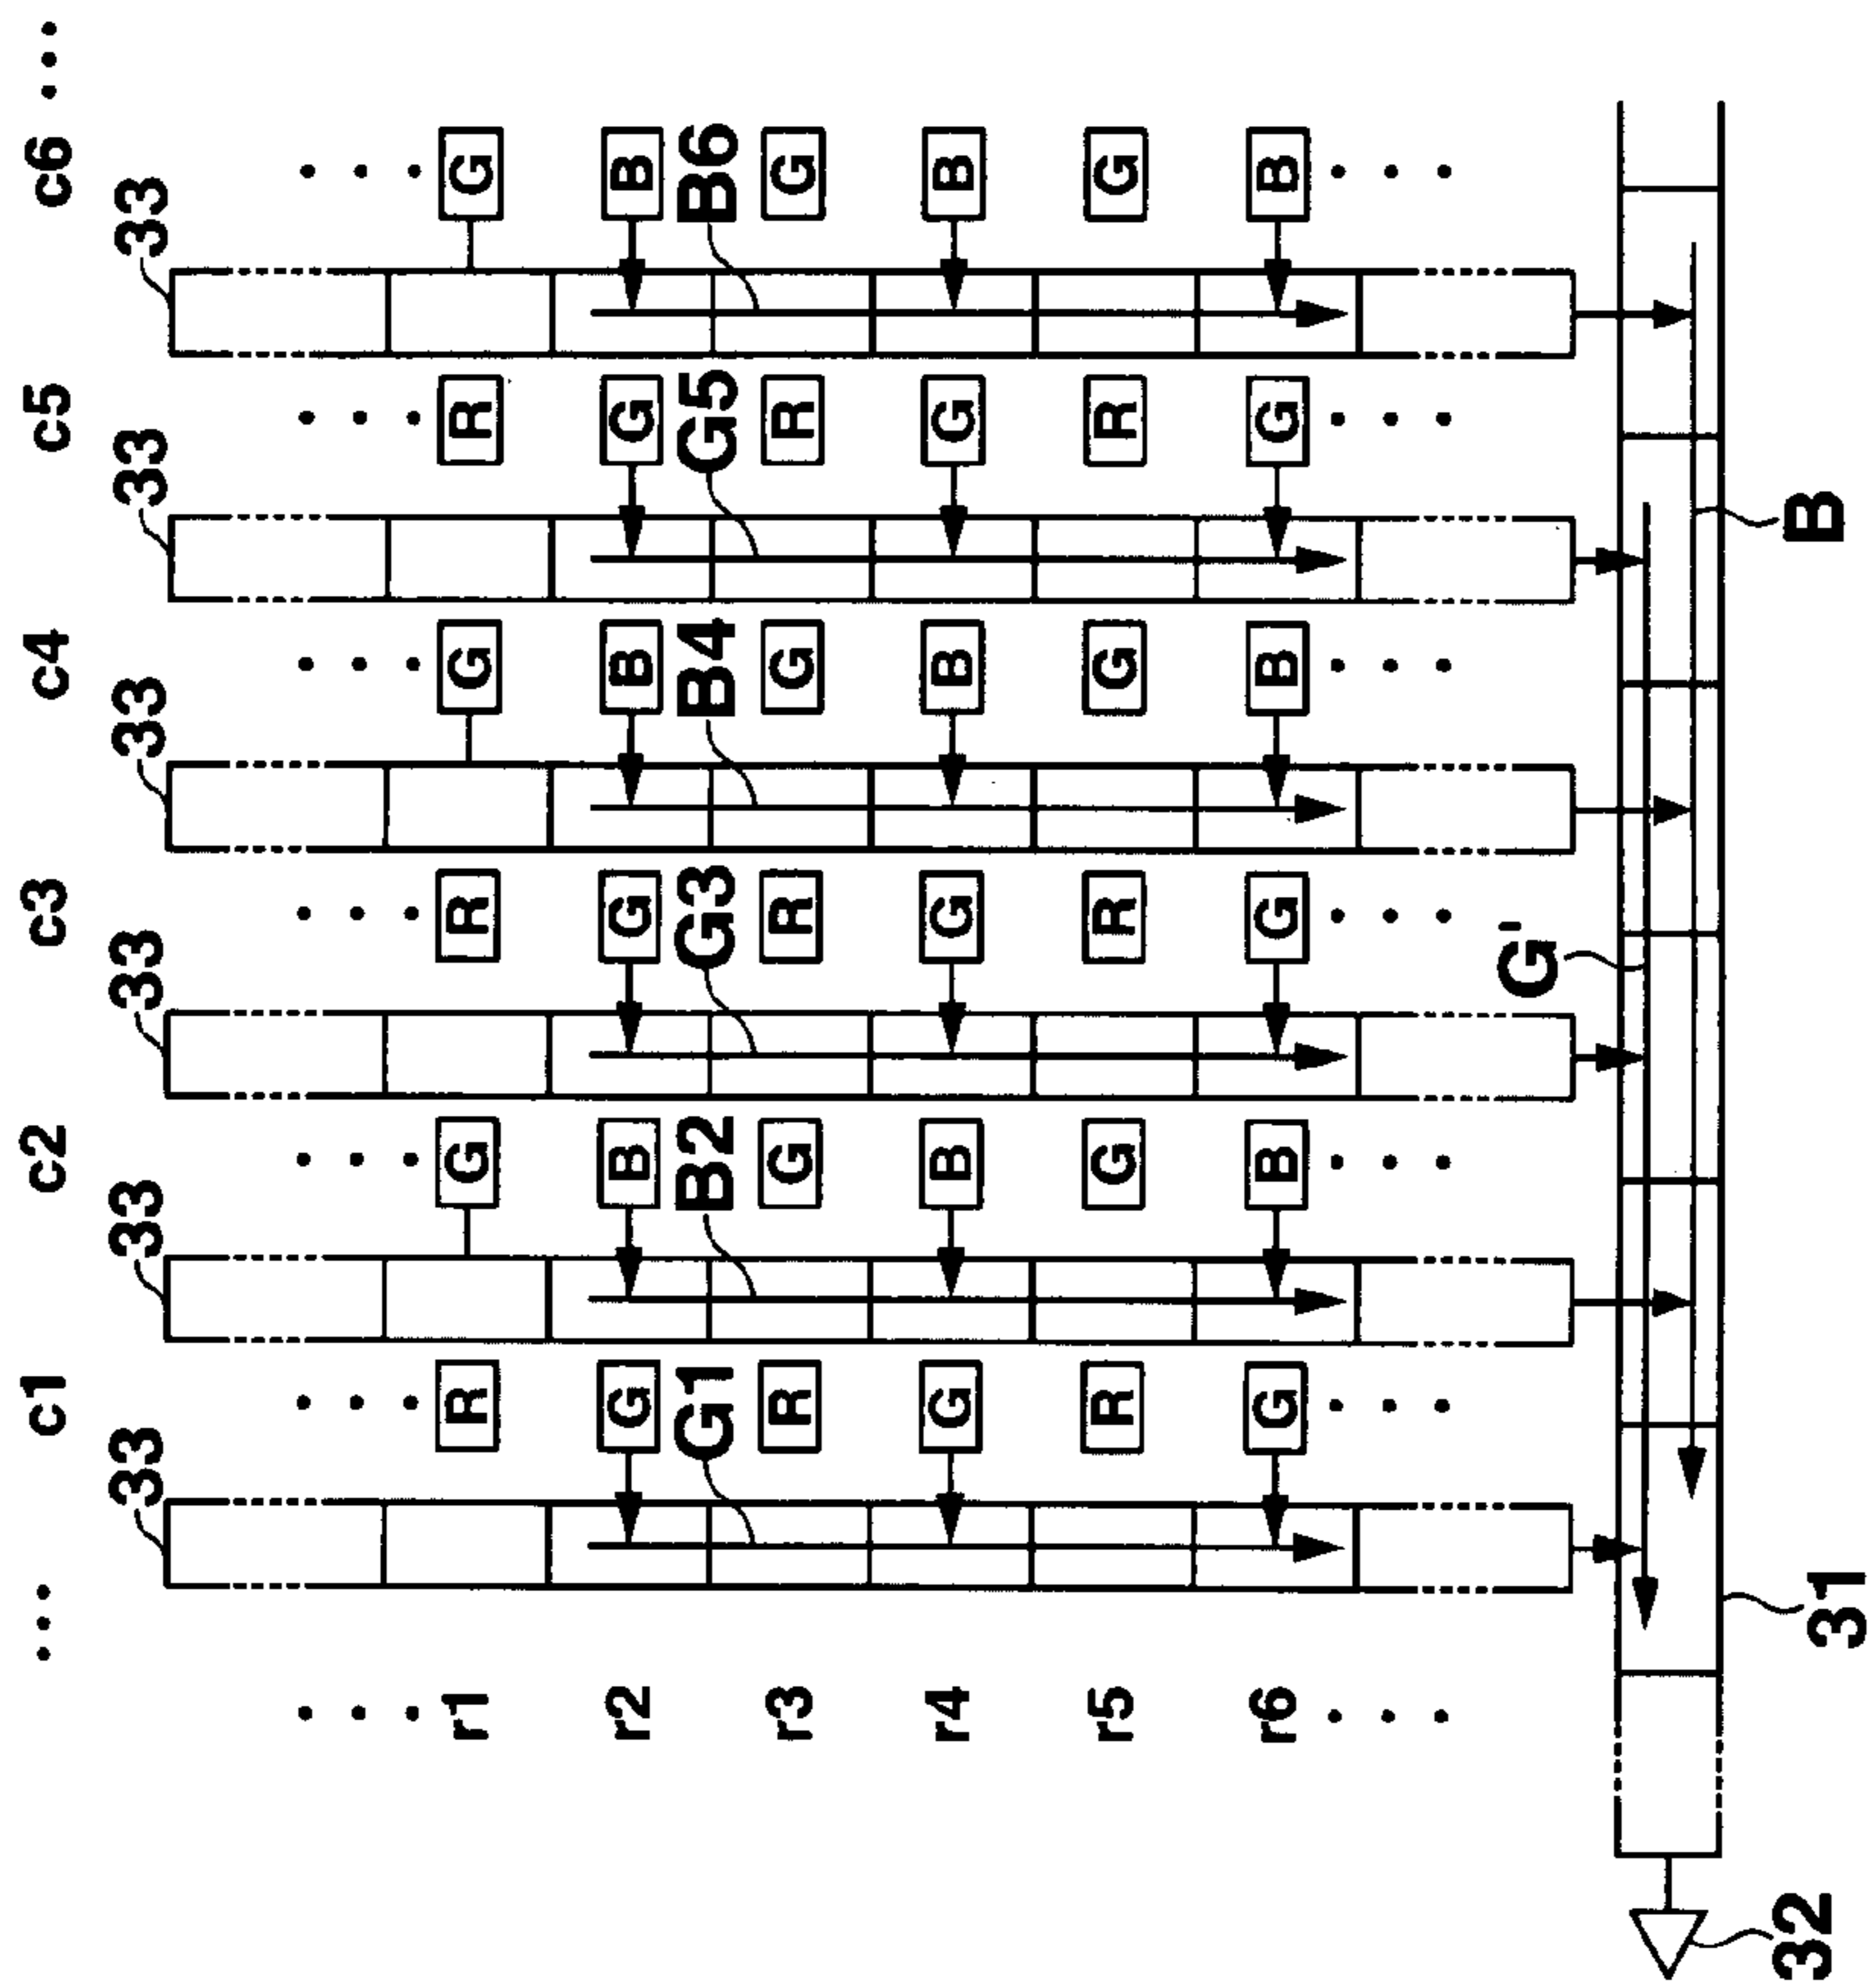 ... c1 c2 c3 c4 c5 c6 ...
33 33 33 33 33 33
r1 R G R G R G
r2 G B G B G B
G1 B2 G3 B4 G5 B6
r3 R G R G R G
r4 G B G B G B
r5 R G R G R G
r6 G B G B G B
G'
32 31 B